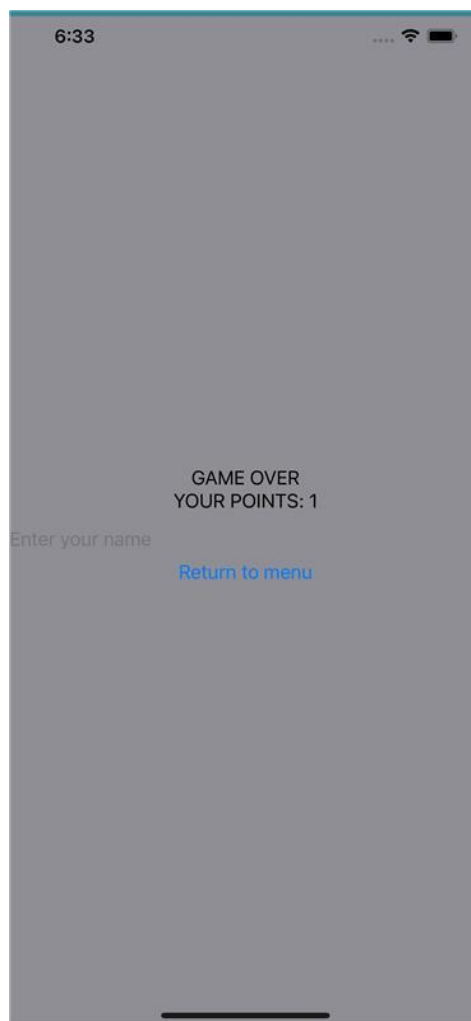 6:33
GAME OVER
YOUR POINTS: 1
Enter your name
Return to menu